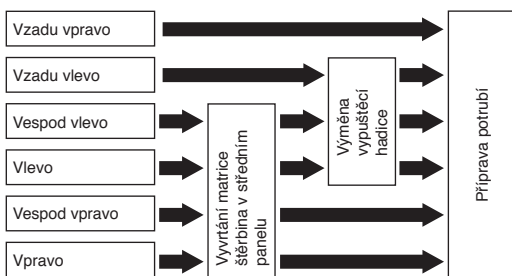 Vzadu vpravo
Vzadu vlevo
Vespod vlevo
Vlevo
Vespod vpravo
Vpravo
Vyvrtání matrice
štěrbina v středním
panelu
Výměna
vypuštěcí
hadice
Příprava potrubí